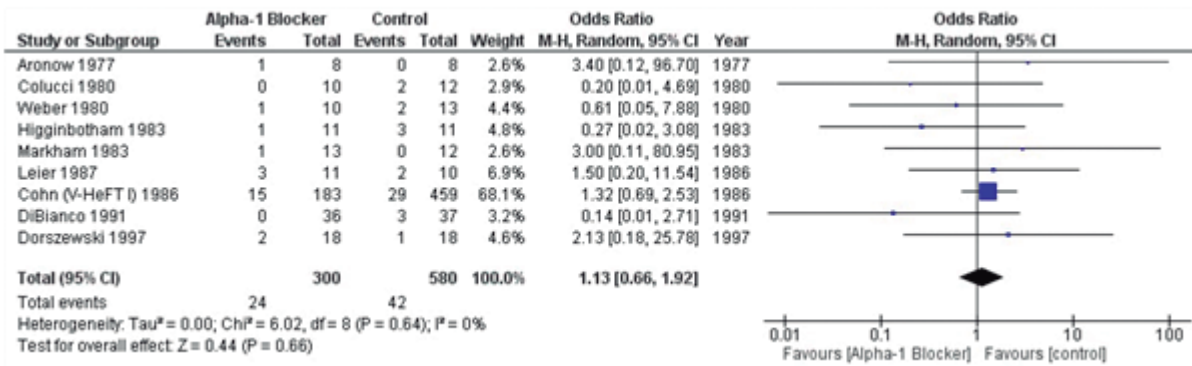 Alpha-1 Blocker Control Odds Ratio Odds Ratio
Study or Subgroup Events Total Events Total Weight M-H, Random, 95% CI Year M-H, Random, 95% CI
Aronow 1977 1 8 0 8 2.6% 3.40 [0.12, 96.70] 1977
Colucci 1980 0 10 2 12 2.9% 0.20 [0.01, 4.69] 1980
Weber 1980 1 10 2 13 4.4% 0.61 [0.05, 7.88] 1980
Higginbotham 1983 1 11 3 11 4.8% 0.27 [0.02, 3.08] 1983
Markham 1983 1 13 0 12 2.6% 3.00 [0.11, 80.95] 1983
Leier 1987 3 11 2 10 6.9% 1.50 [0.20, 11.54] 1986
Cohn (V-HeFT I) 1986 15 183 29 459 68.1% 1.32 [0.69, 2.53] 1986
DiBianco 1991 0 36 3 37 3.2% 0.14 [0.01, 2.71] 1991
Dorszewski 1997 2 18 1 18 4.6% 2.13 [0.18, 25.78] 1997
Total (95% CI) 300 580 100.0% 1.13 [0.66, 1.92]
Total events 24 42
Heterogeneity: Tau² = 0.00; Chi² = 6.02, df = 8 (P = 0.64); I² = 0%
Test for overall effect: Z = 0.44 (P = 0.66)
0.01 0.1 1 10 100
Favours [Alpha-1 Blocker] Favours [control]